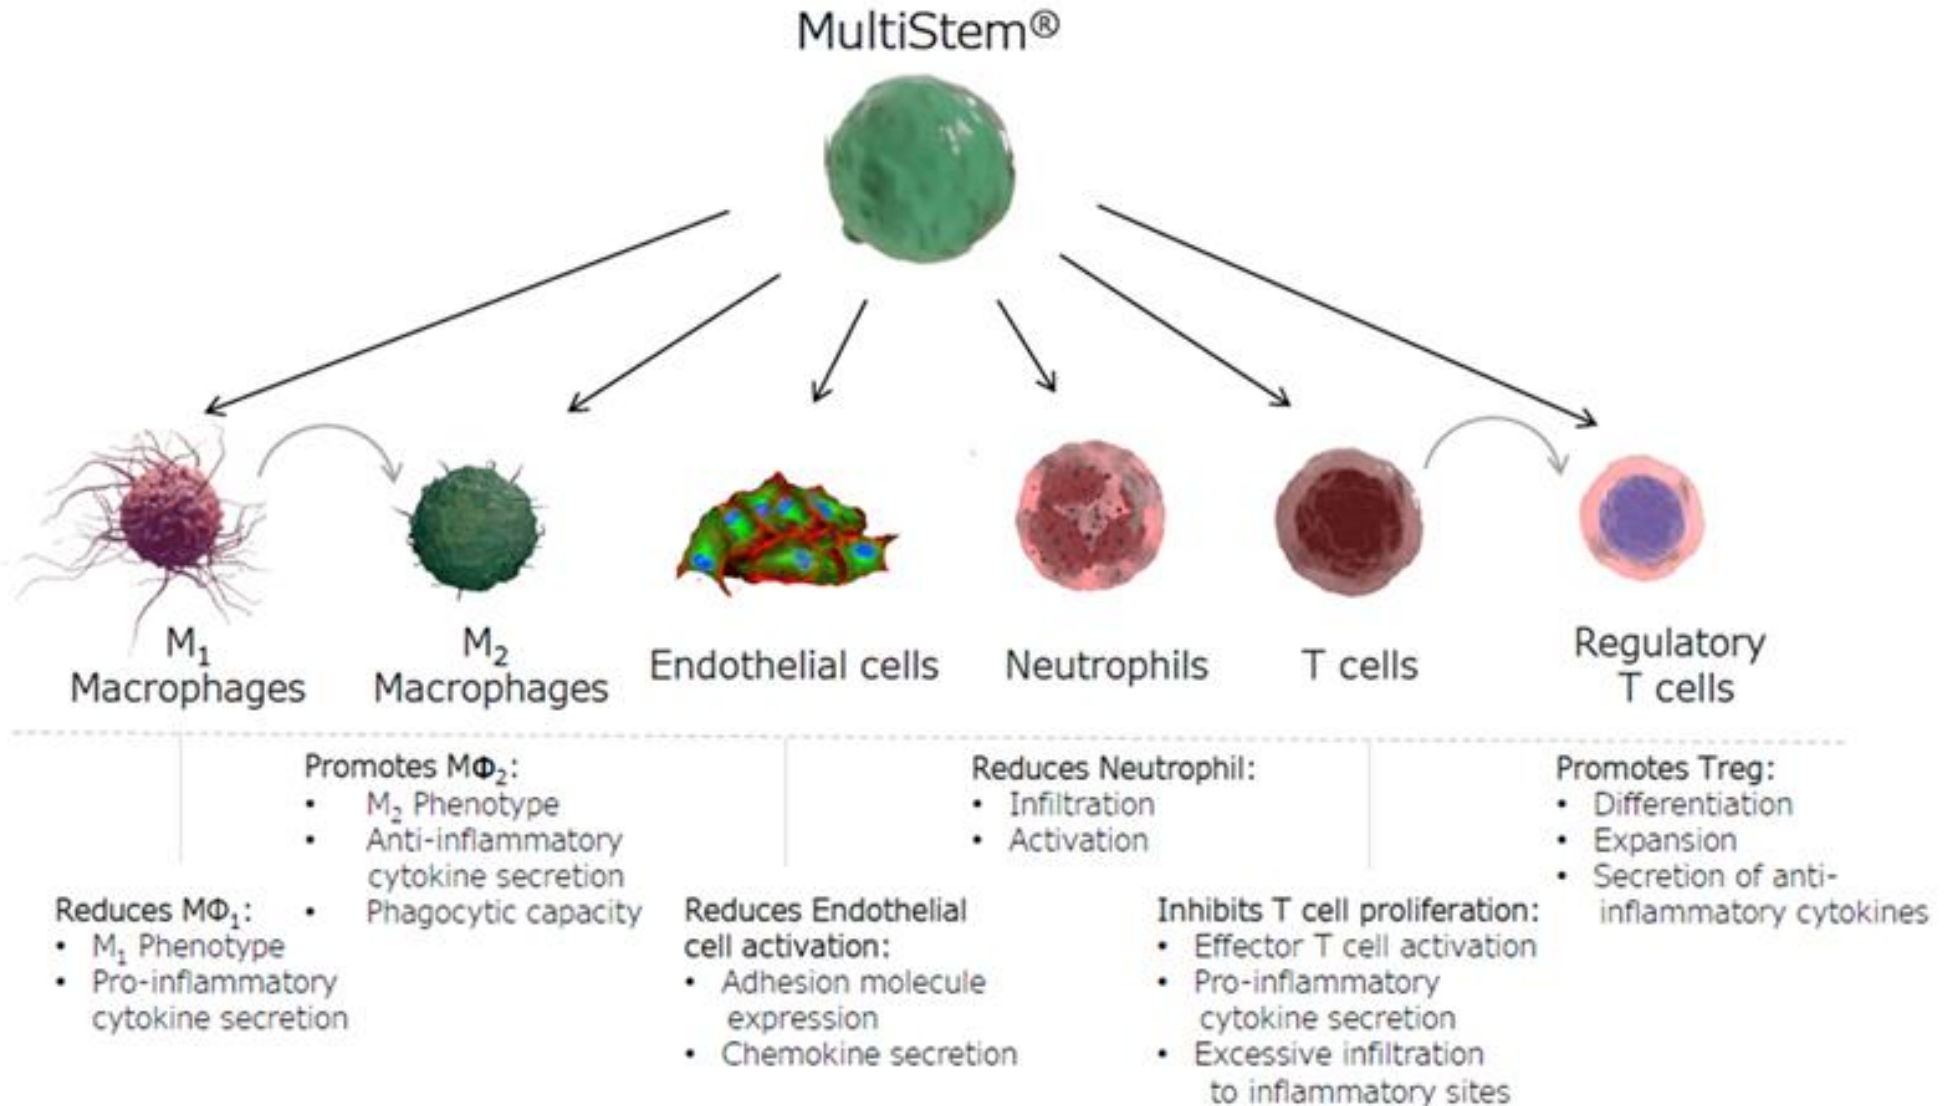 MultiStem®
M₁
Macrophages
M₂
Macrophages
Endothelial cells
Neutrophils
T cells
Regulatory
T cells
Reduces MΦ₁:
• M₁ Phenotype
• Pro-inflammatory
cytokine secretion
Promotes MΦ₂:
• M₂ Phenotype
• Anti-inflammatory
cytokine secretion
• Phagocytic capacity
Reduces Endothelial
cell activation:
• Adhesion molecule
expression
• Chemokine secretion
Reduces Neutrophil:
• Infiltration
• Activation
Inhibits T cell proliferation:
• Effector T cell activation
• Pro-inflammatory
cytokine secretion
• Excessive infiltration
to inflammatory sites
Promotes Treg:
• Differentiation
• Expansion
• Secretion of anti-
inflammatory cytokines